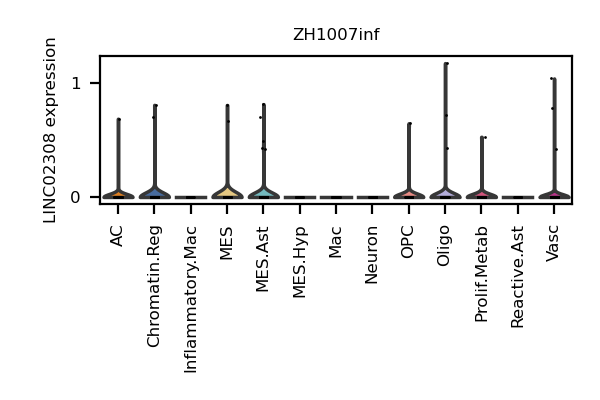 ZH1007inf
LINC02308 expression
1
0
AC
Chromatin.Reg
Inflammatory.Mac
MES
MES.Ast
MES.Hyp
Mac
Neuron
OPC
Oligo
Prolif.Metab
Reactive.Ast
Vasc